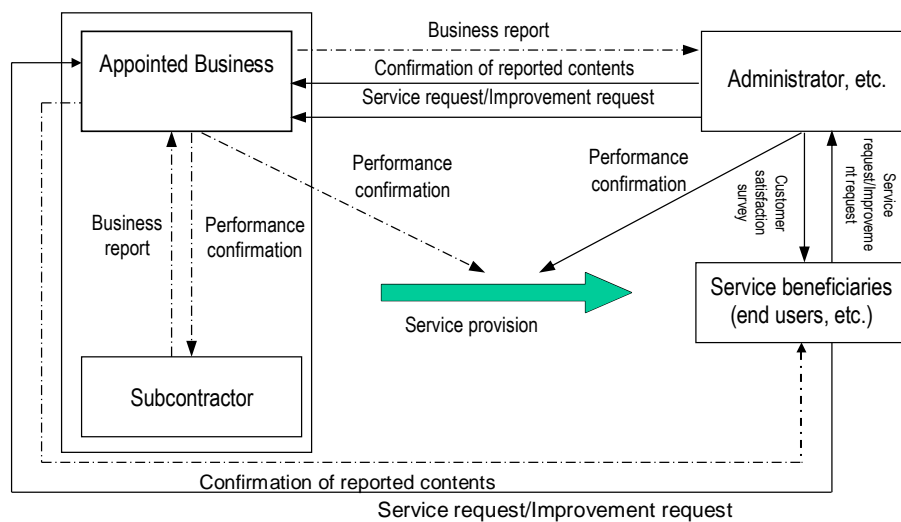 Business report
Appointed Business
Confirmation of reported contents
Administrator, etc.
Service request/Improvement request
Performance
confirmation
Performance
confirmation
Customer
satisfaction
survey
Service
request/Improveme
nt request
Business
report
Performance
confirmation
Service beneficiaries
(end users, etc.)
Service provision
Subcontractor
Confirmation of reported contents
Service request/Improvement request